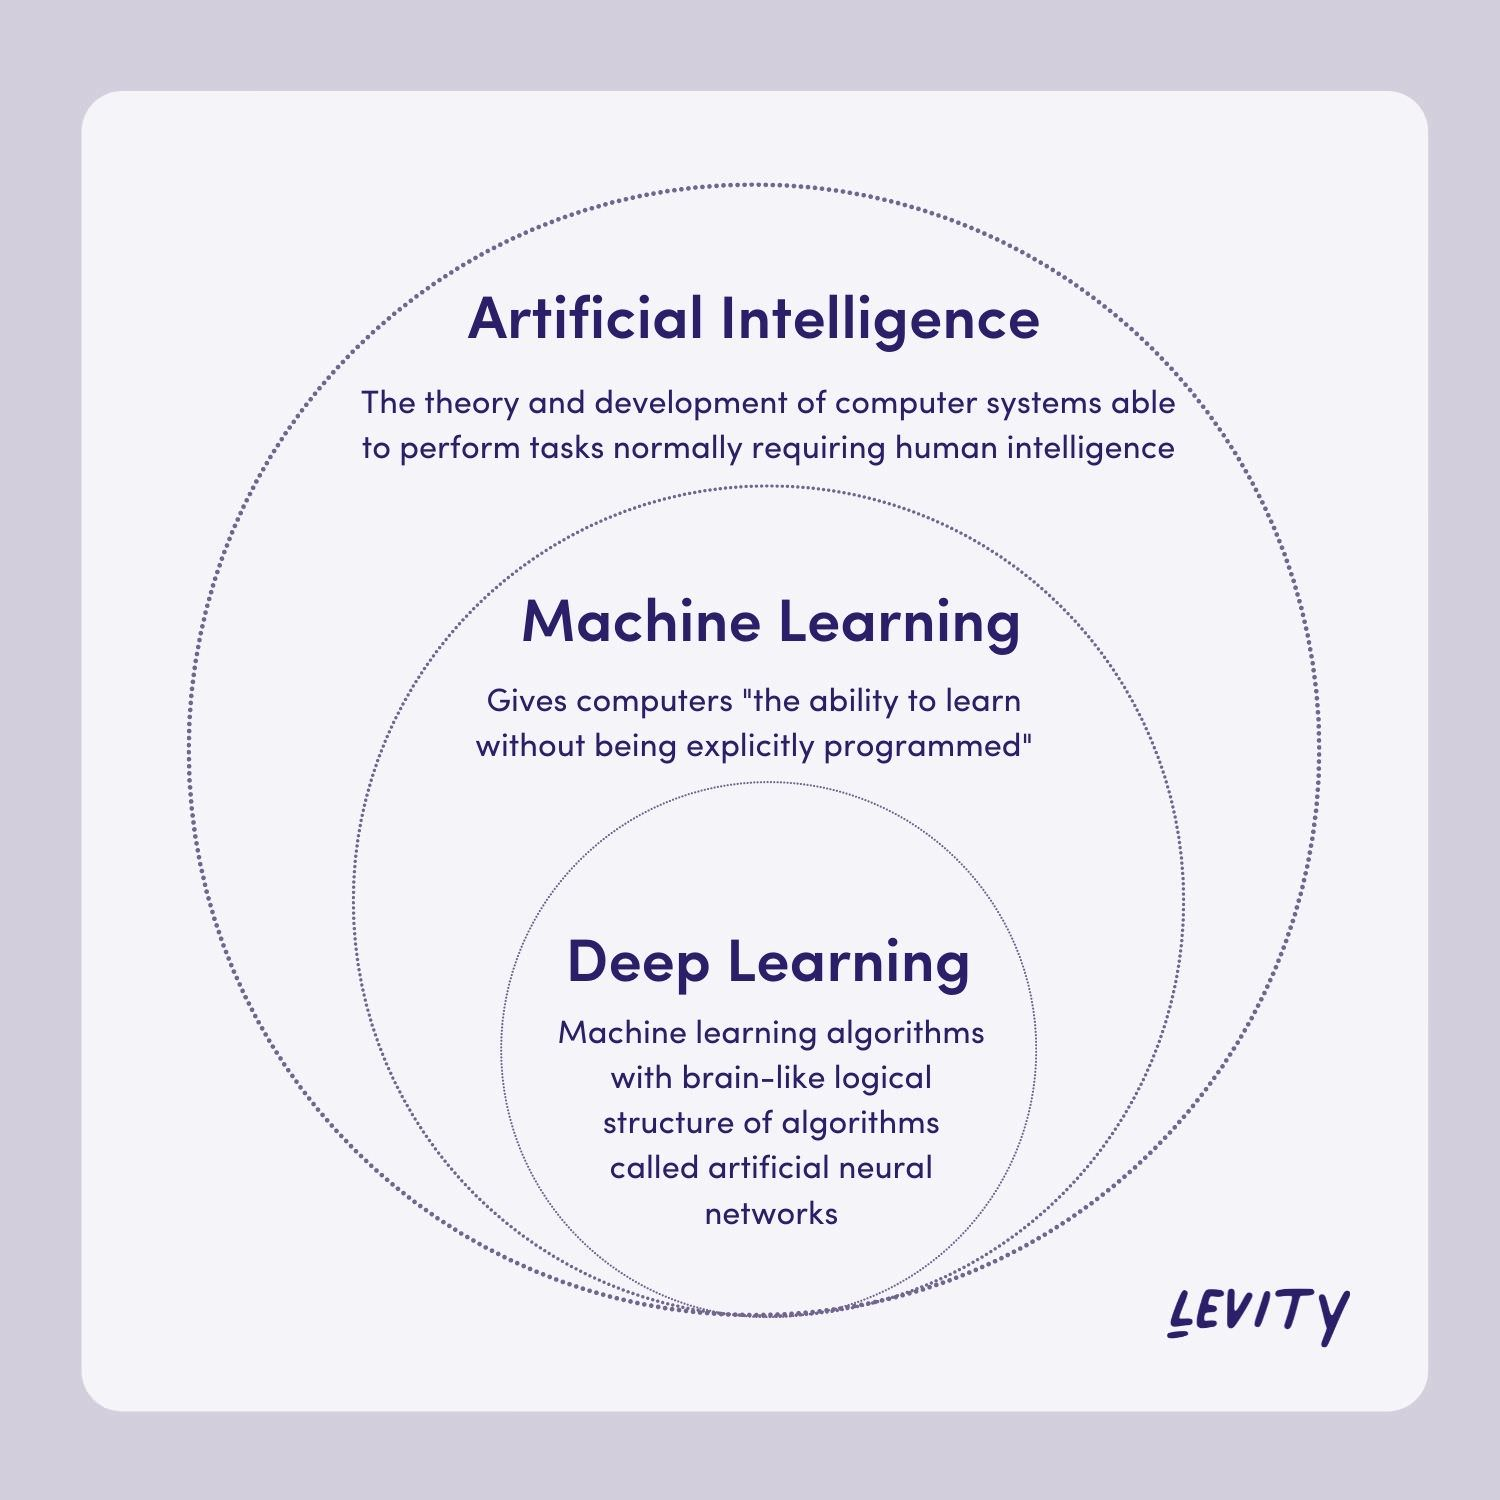 Artificial Intelligence
The theory and development of computer systems able
to perform tasks normally requiring human intelligence
Machine Learning
Gives computers "the ability to learn
without being explicitly programmed"
Deep Learning
Machine learning algorithms
with brain-like logical
structure of algorithms
called artificial neural
networks
LEVITY